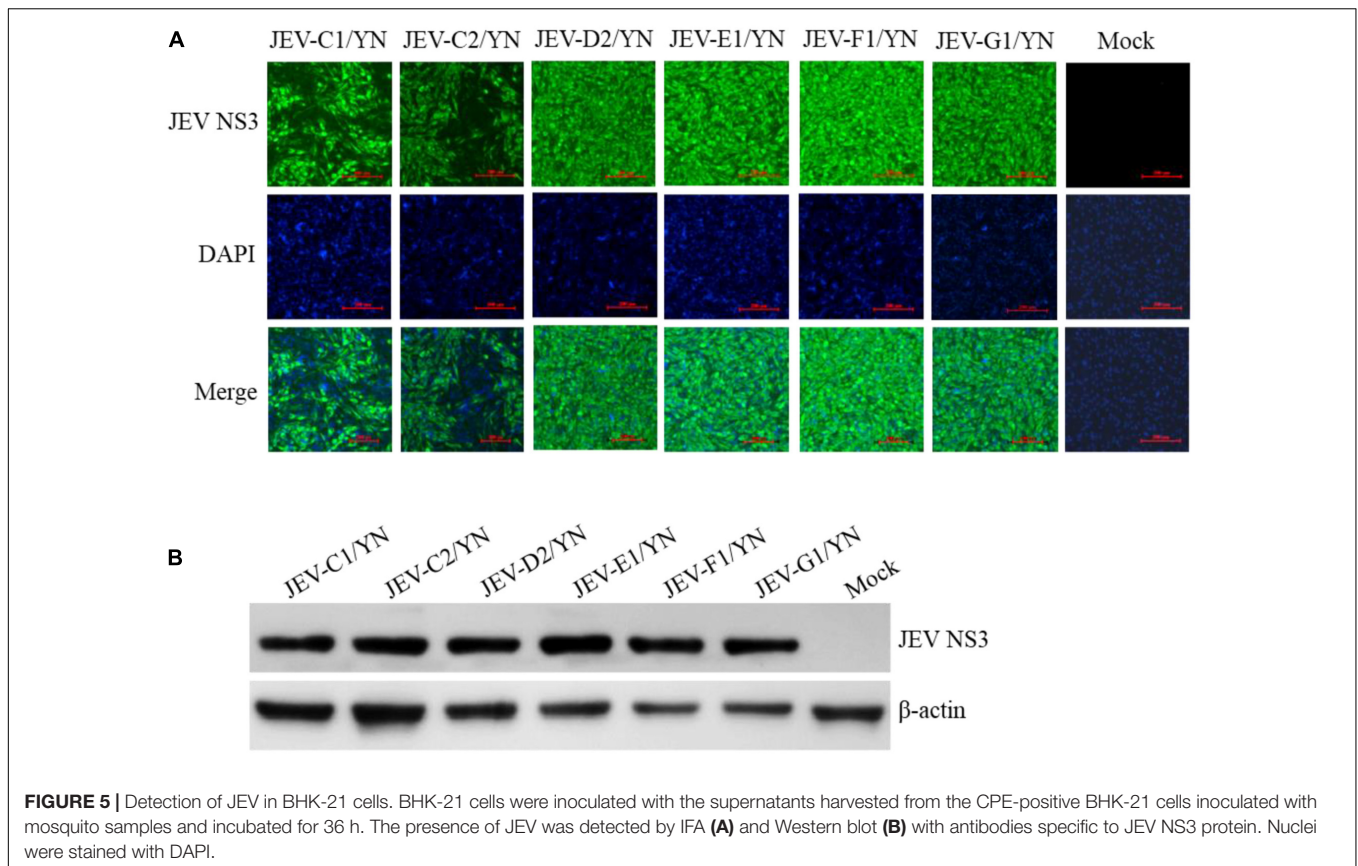 A
JEV-C1/YN JEV-C2/YN JEV-D2/YN JEV-E1/YN JEV-F1/YN JEV-G1/YN Mock
JEV NS3
DAPI
Merge
B
JEV-C1/YN JEV-C2/YN JEV-D2/YN JEV-E1/YN JEV-F1/YN JEV-G1/YN Mock
JEV NS3
β-actin
FIGURE 5 | Detection of JEV in BHK-21 cells. BHK-21 cells were inoculated with the supernatants harvested from the CPE-positive BHK-21 cells inoculated with
mosquito samples and incubated for 36 h. The presence of JEV was detected by IFA (A) and Western blot (B) with antibodies specific to JEV NS3 protein. Nuclei
were stained with DAPI.